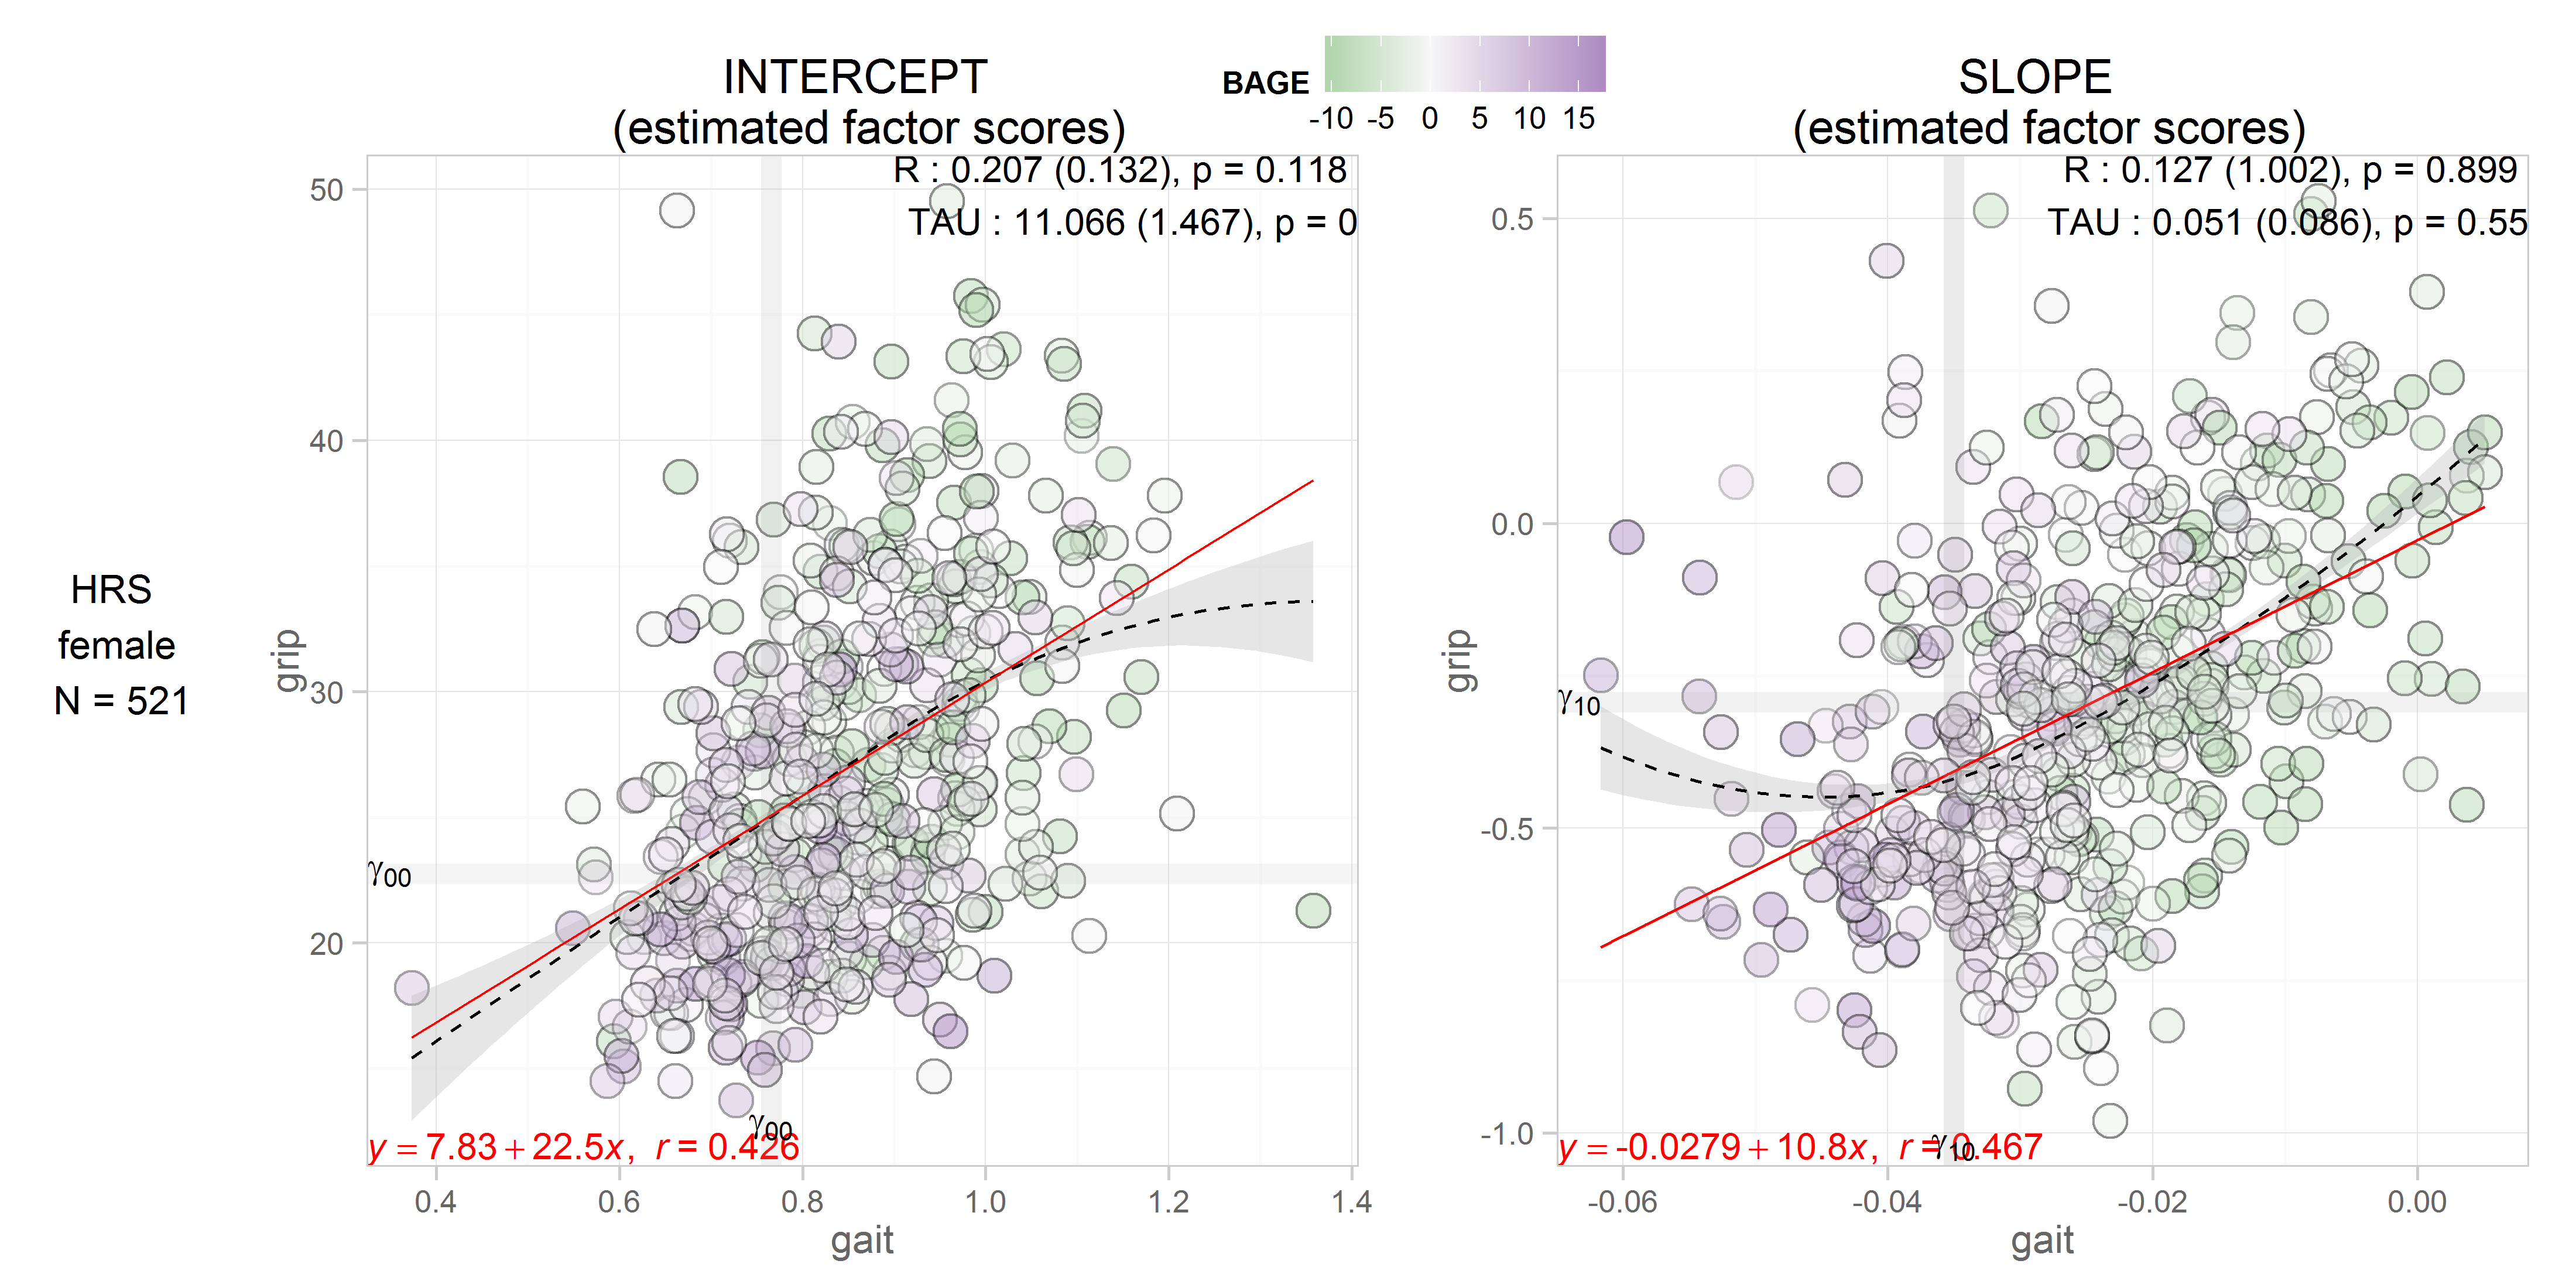 BAGE
-10 -5 0 5 10 15
INTERCEPT
(estimated factor scores)
R : 0.207 (0.132), p = 0.118
TAU : 11.066 (1.467), p = 0
HRS
female
N = 521
grip
50
40
30
20
γ00
γ00
y = 7.83 + 22.5x, r = 0.426
0.4 0.6 0.8 1.0 1.2 1.4
gait
SLOPE
(estimated factor scores)
R : 0.127 (1.002), p = 0.899
TAU : 0.051 (0.086), p = 0.55
grip
0.5
0.0
-0.5
-1.0
γ10
γ10
y = -0.0279 + 10.8x, r = 0.467
-0.06 -0.04 -0.02 0.00
gait